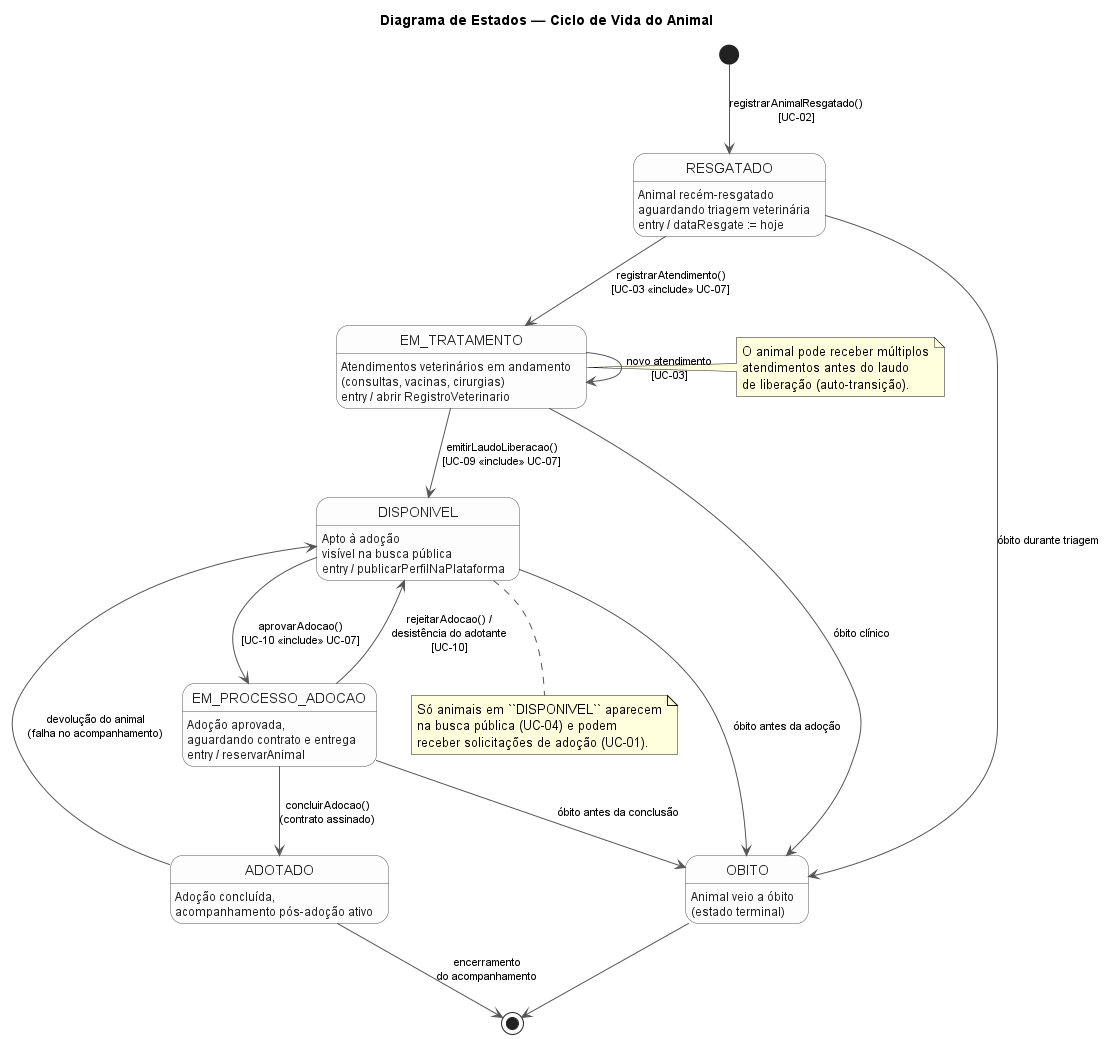 Diagrama de Estados — Ciclo de Vida do Animal
registrarAnimalResgatado()
[UC-02]
RESGATADO
Animal recém-resgatado
aguardando triagem veterinária
entry / dataResgate := hoje
registrarAtendimento()
[UC-03 «include» UC-07]
EM_TRATAMENTO
Atendimentos veterinários em andamento
(consultas, vacinas, cirurgias)
entry / abrir RegistroVeterinario
novo atendimento
[UC-03]
O animal pode receber múltiplos
atendimentos antes do laudo
de liberação (auto-transição).
emitirLaudoLiberacao()
[UC-09 «include» UC-07]
DISPONIVEL
Apto à adoção
visível na busca pública
entry / publicarPerfilNaPlataforma
óbito durante triagem
aprovarAdocao()
[UC-10 «include» UC-07]
rejeitarAdocao() /
desistência do adotante
[UC-10]
óbito clínico
EM_PROCESSO_ADOCAO
Adoção aprovada,
aguardando contrato e entrega
entry / reservarAnimal
Só animais em ``DISPONIVEL`` aparecem
na busca pública (UC-04) e podem
receber solicitações de adoção (UC-01).
devolução do animal
(falha no acompanhamento)
óbito antes da adoção
concluirAdocao()
(contrato assinado)
óbito antes da conclusão
ADOTADO
Adoção concluída,
acompanhamento pós-adoção ativo
OBITO
Animal veio a óbito
(estado terminal)
encerramento
do acompanhamento